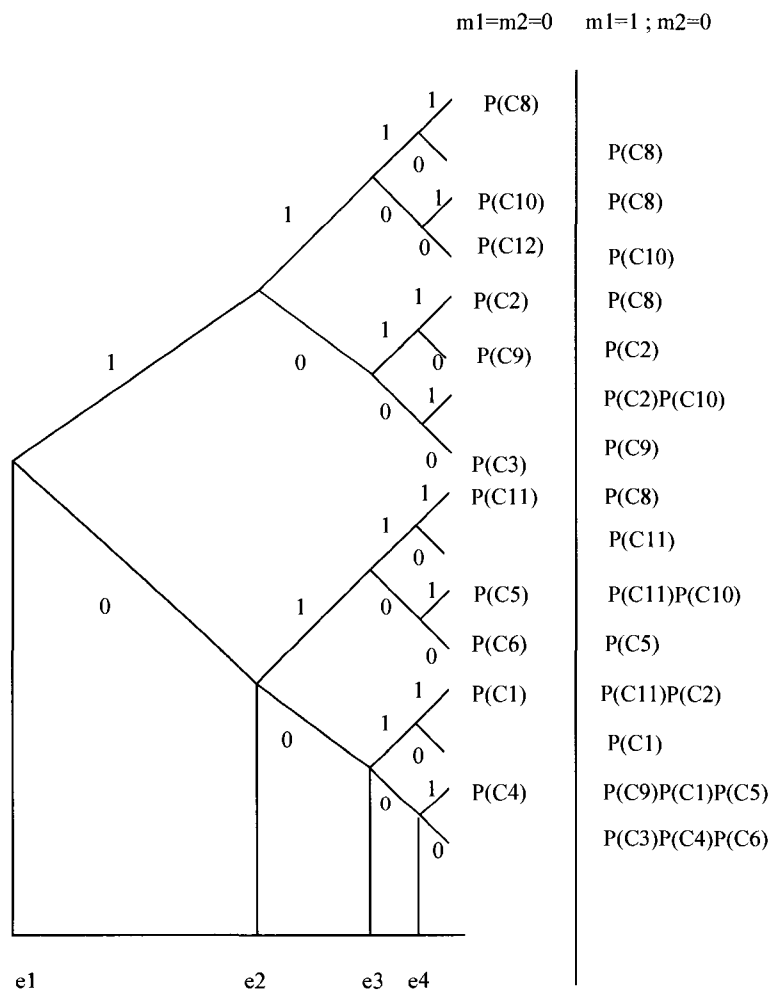 m1=m2=0 m1=1 ; m2=0
1 P(C8)
1
0 P(C8)
1 P(C10) P(C8)
1 0
0 P(C12) P(C10)
1 P(C2) P(C8)
1
1 0 0 P(C9) P(C2)
0 1 P(C2)P(C10)
0 P(C3) P(C9)
1 P(C11) P(C8)
1
0 P(C11)
0 1 0 1 P(C5) P(C11)P(C10)
0 P(C6) P(C5)
1 P(C1) P(C11)P(C2)
0 1
0 P(C1)
0 1 P(C4) P(C9)P(C1)P(C5)
0 P(C3)P(C4)P(C6)
e1 e2 e3 e4